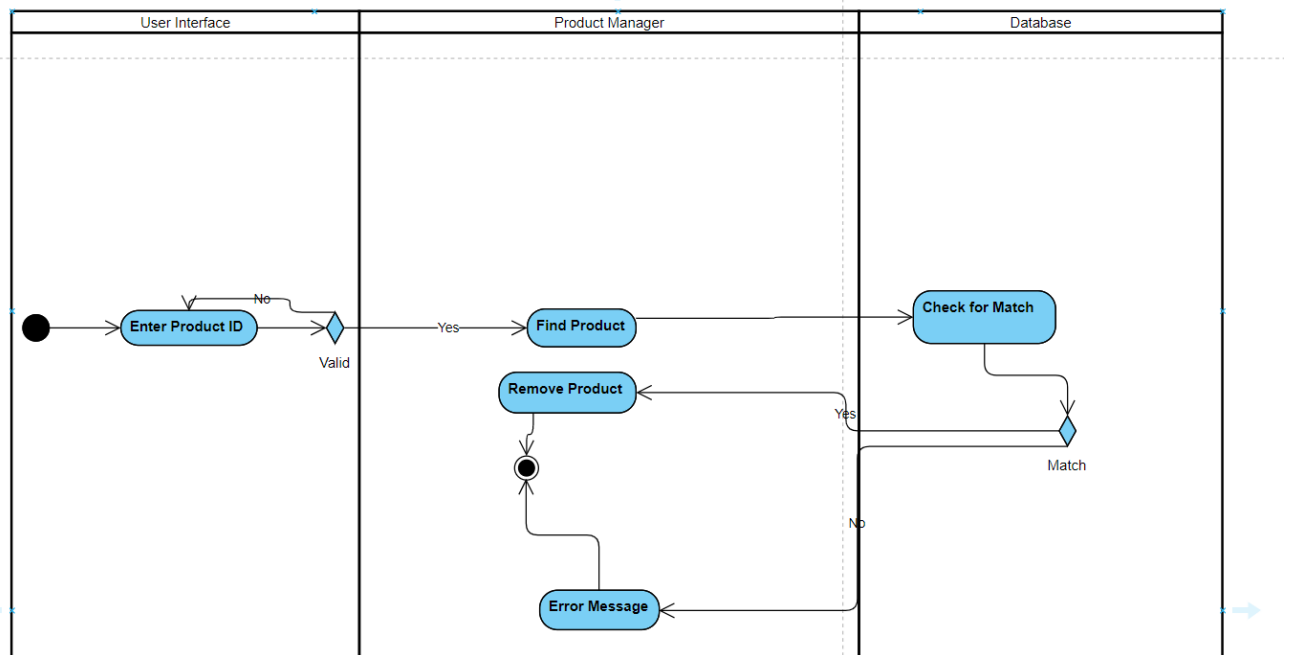 User Interface
Product Manager
Database
No
Enter Product ID
Valid
Yes
Find Product
Check for Match
Remove Product
Yes
Match
No
Error Message